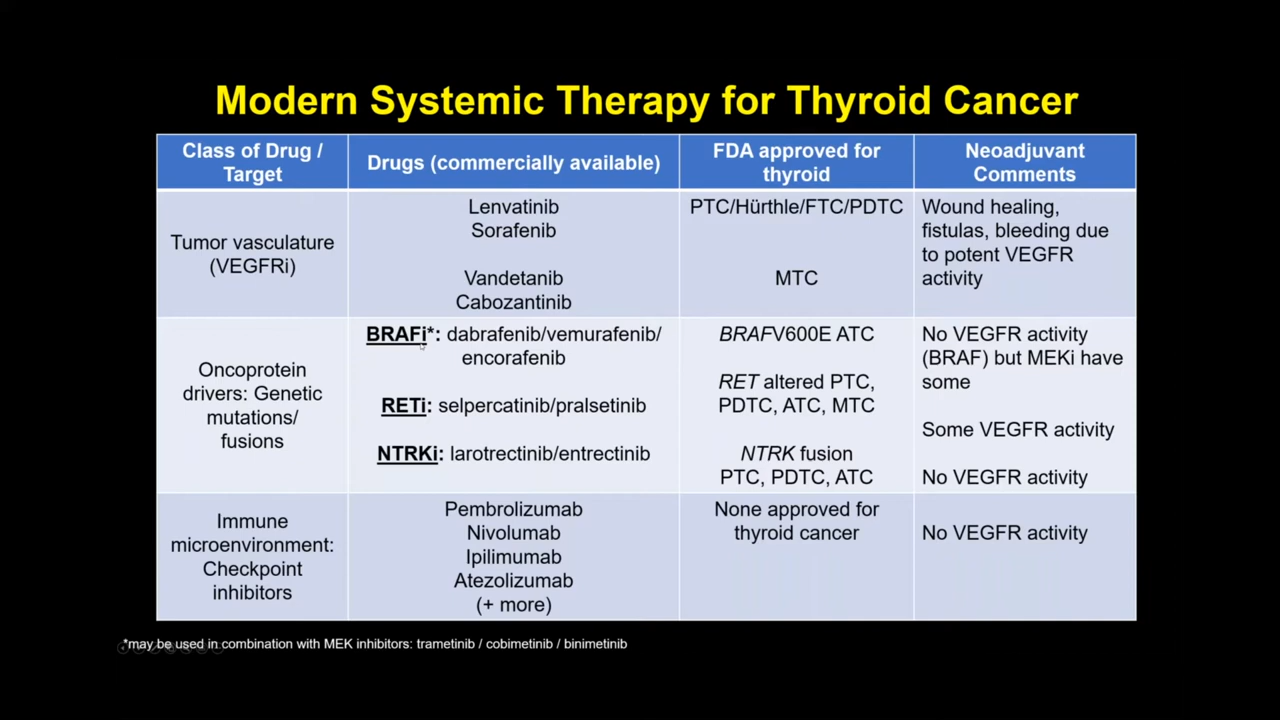 Modern Systemic Therapy for Thyroid Cancer
Class of Drug /
Target
Drugs (commercially available)
FDA approved for
thyroid
Neoadjuvant
Comments
Tumor vasculature
(VEGFRi)
Lenvatinib
Sorafenib
Vandetanib
Cabozantinib
PTC/Hürthle/FTC/PDTC
MTC
Wound healing,
fistulas, bleeding due
to potent VEGFR
activity
Oncoprotein
drivers: Genetic
mutations/
fusions
BRAFi*: dabrafenib/vemurafenib/
encorafenib
RETi: selpercatinib/pralsetinib
NTRKi: larotrectinib/entrectinib
BRAFV600E ATC
RET altered PTC,
PDTC, ATC, MTC
NTRK fusion
PTC, PDTC, ATC
No VEGFR activity
(BRAF) but MEKi have
some
Some VEGFR activity
No VEGFR activity
Immune
microenvironment:
Checkpoint
inhibitors
Pembrolizumab
Nivolumab
Ipilimumab
Atezolizumab
(+ more)
None approved for
thyroid cancer
No VEGFR activity
*may be used in combination with MEK inhibitors: trametinib / cobimetinib / binimetinib